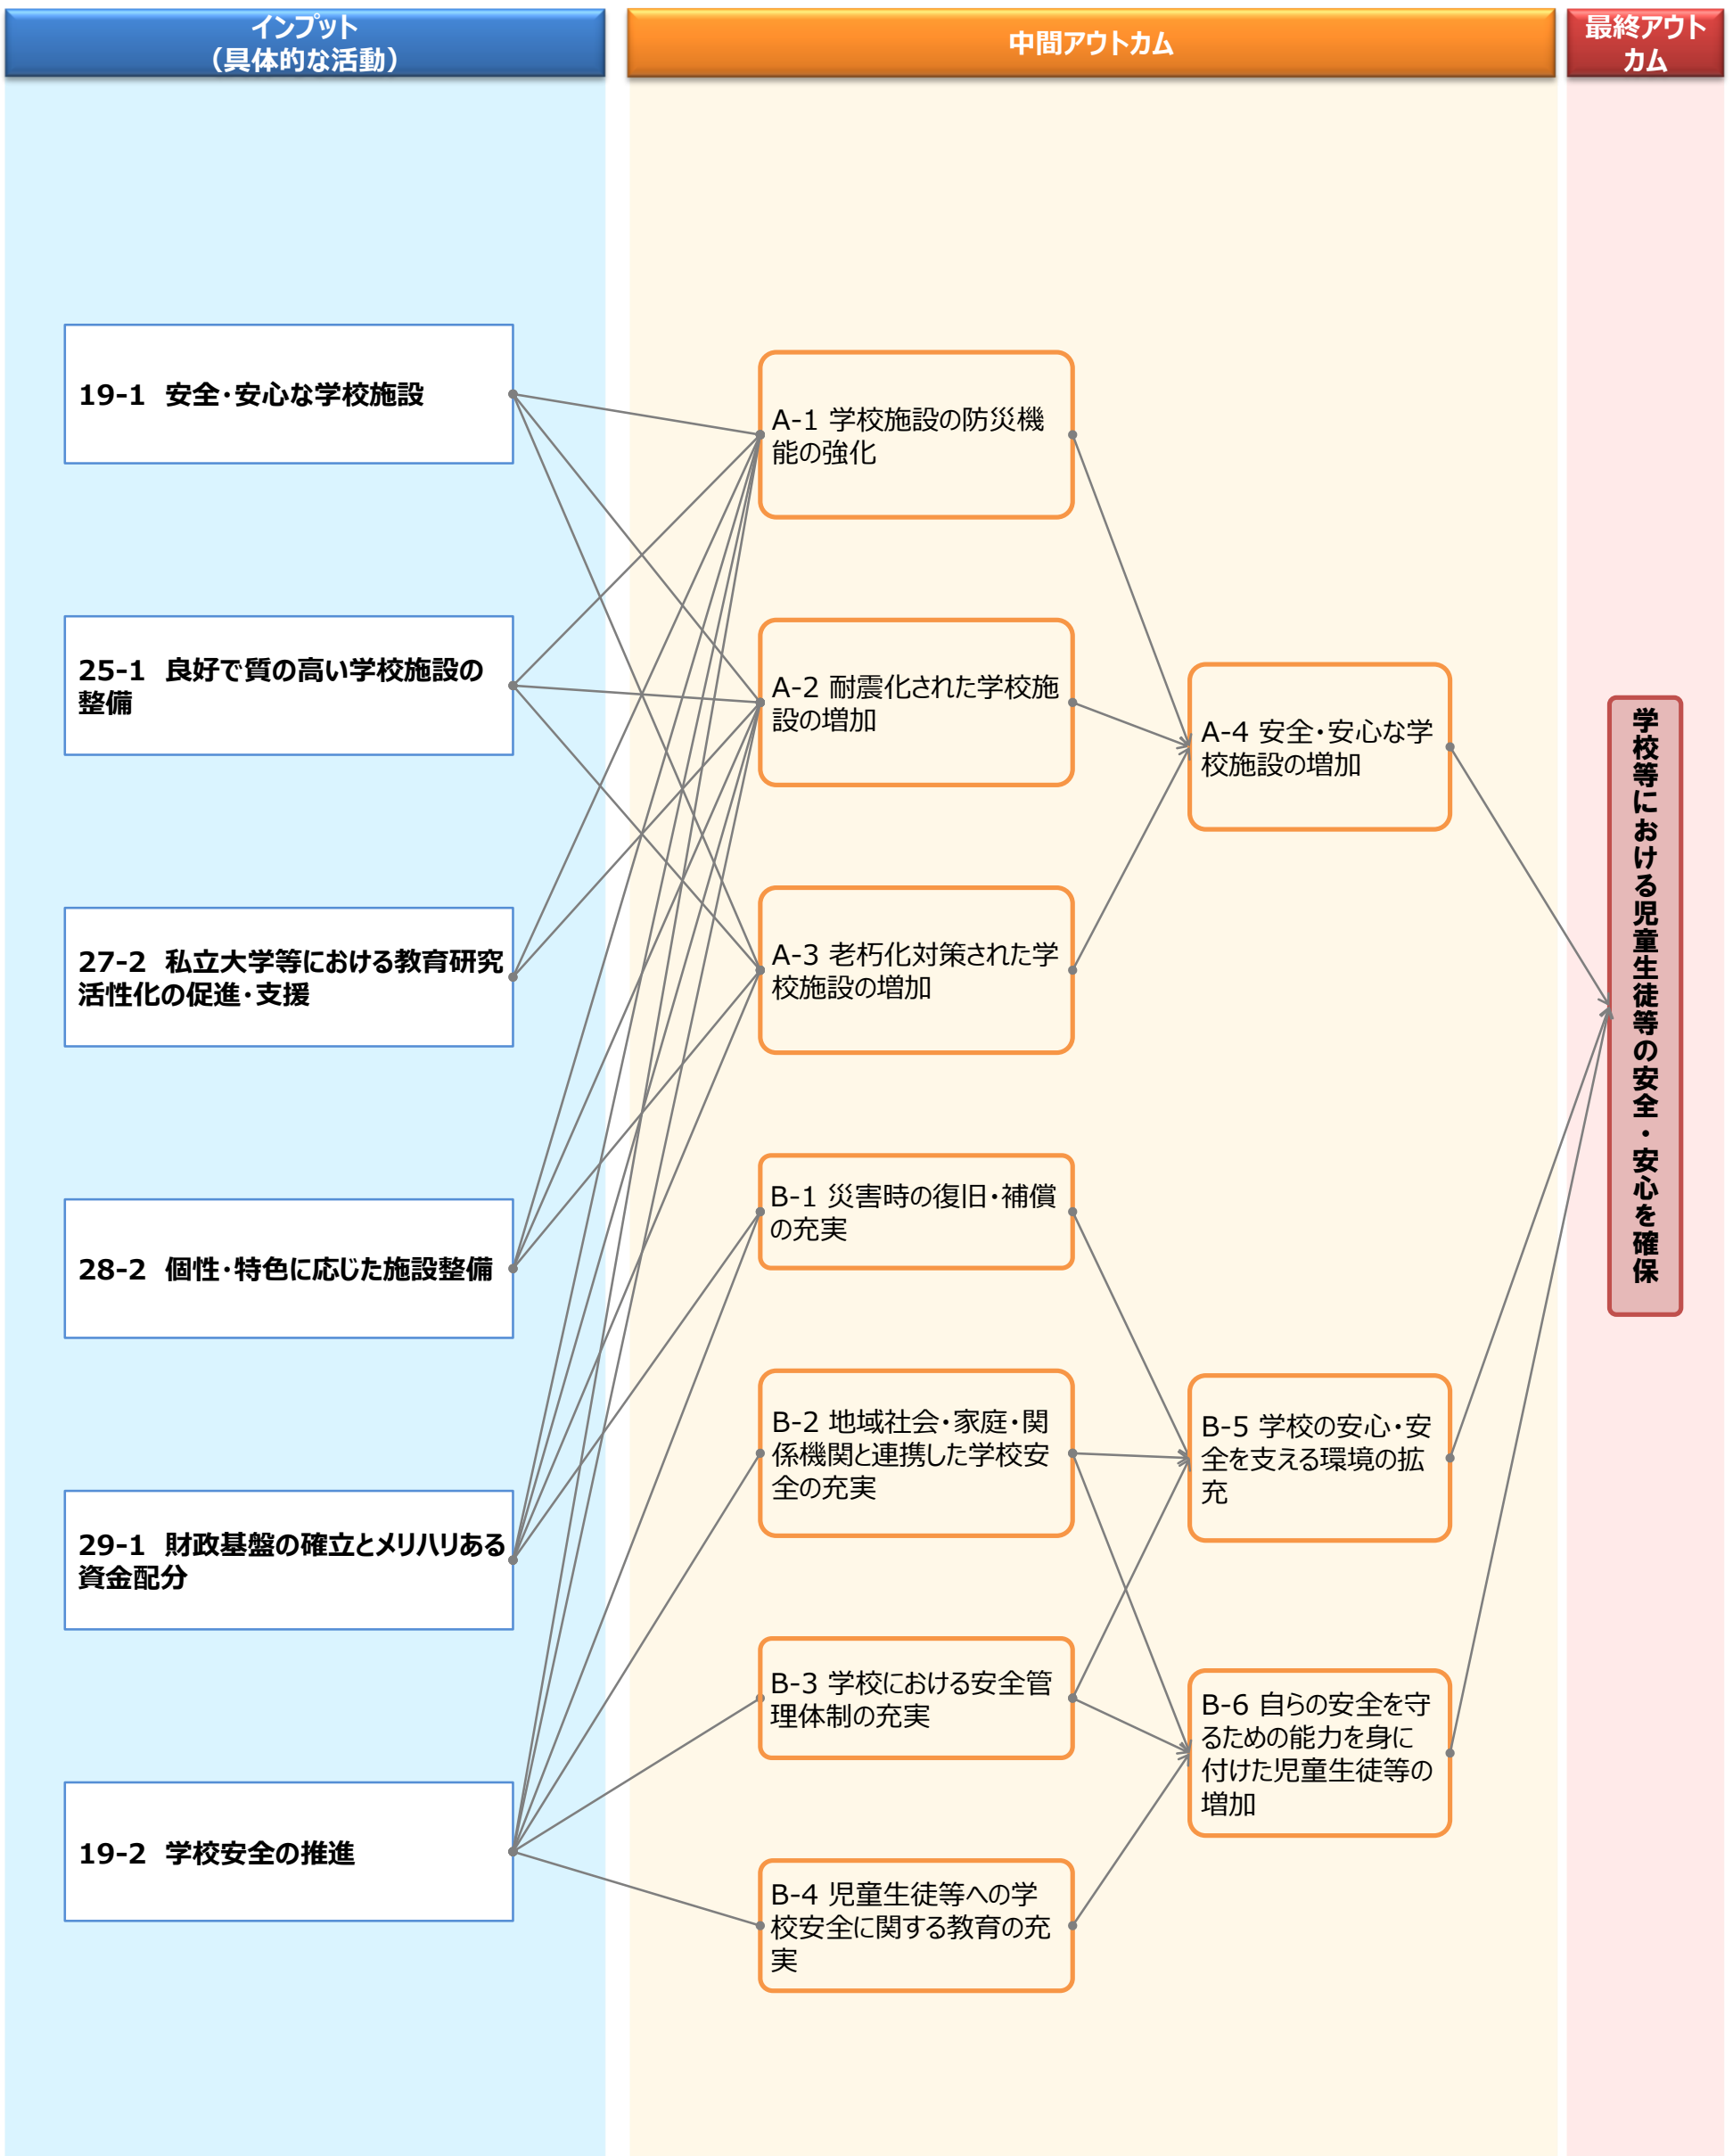 インプット
（具体的な活動）
中間アウトカム
最終アウト
カム
19-1 安全・安心な学校施設
25-1 良好で質の高い学校施設の
整備
27-2 私立大学等における教育研究
活性化の促進・支援
28-2 個性・特色に応じた施設整備
29-1 財政基盤の確立とメリハリある
資金配分
19-2 学校安全の推進
A-1 学校施設の防災機
能の強化
A-2 耐震化された学校施
設の増加
A-3 老朽化対策された学
校施設の増加
B-1 災害時の復旧・補償
の充実
B-2 地域社会・家庭・関
係機関と連携した学校安
全の充実
B-3 学校における安全管
理体制の充実
B-4 児童生徒等への学
校安全に関する教育の充
実
A-4 安全・安心な学
校施設の増加
B-5 学校の安心・安
全を支える環境の拡
充
B-6 自らの安全を守
るための能力を身に
付けた児童生徒等の
増加
学校等における児童生徒等の安全・安心を確保